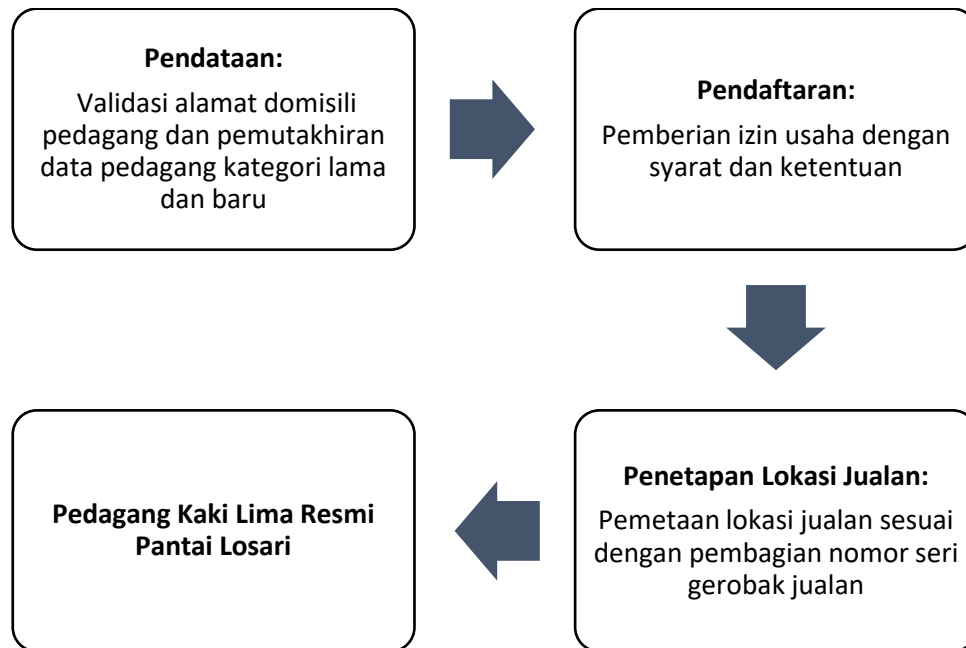 Pendataan:
Validasi alamat domisili
pedagang dan pemutakhiran
data pedagang kategori lama
dan baru
Pendaftaran:
Pemberian izin usaha dengan
syarat dan ketentuan
Penetapan Lokasi Jualan:
Pemetaan lokasi jualan sesuai
dengan pembagian nomor seri
gerobak jualan
Pedagang Kaki Lima Resmi
Pantai Losari